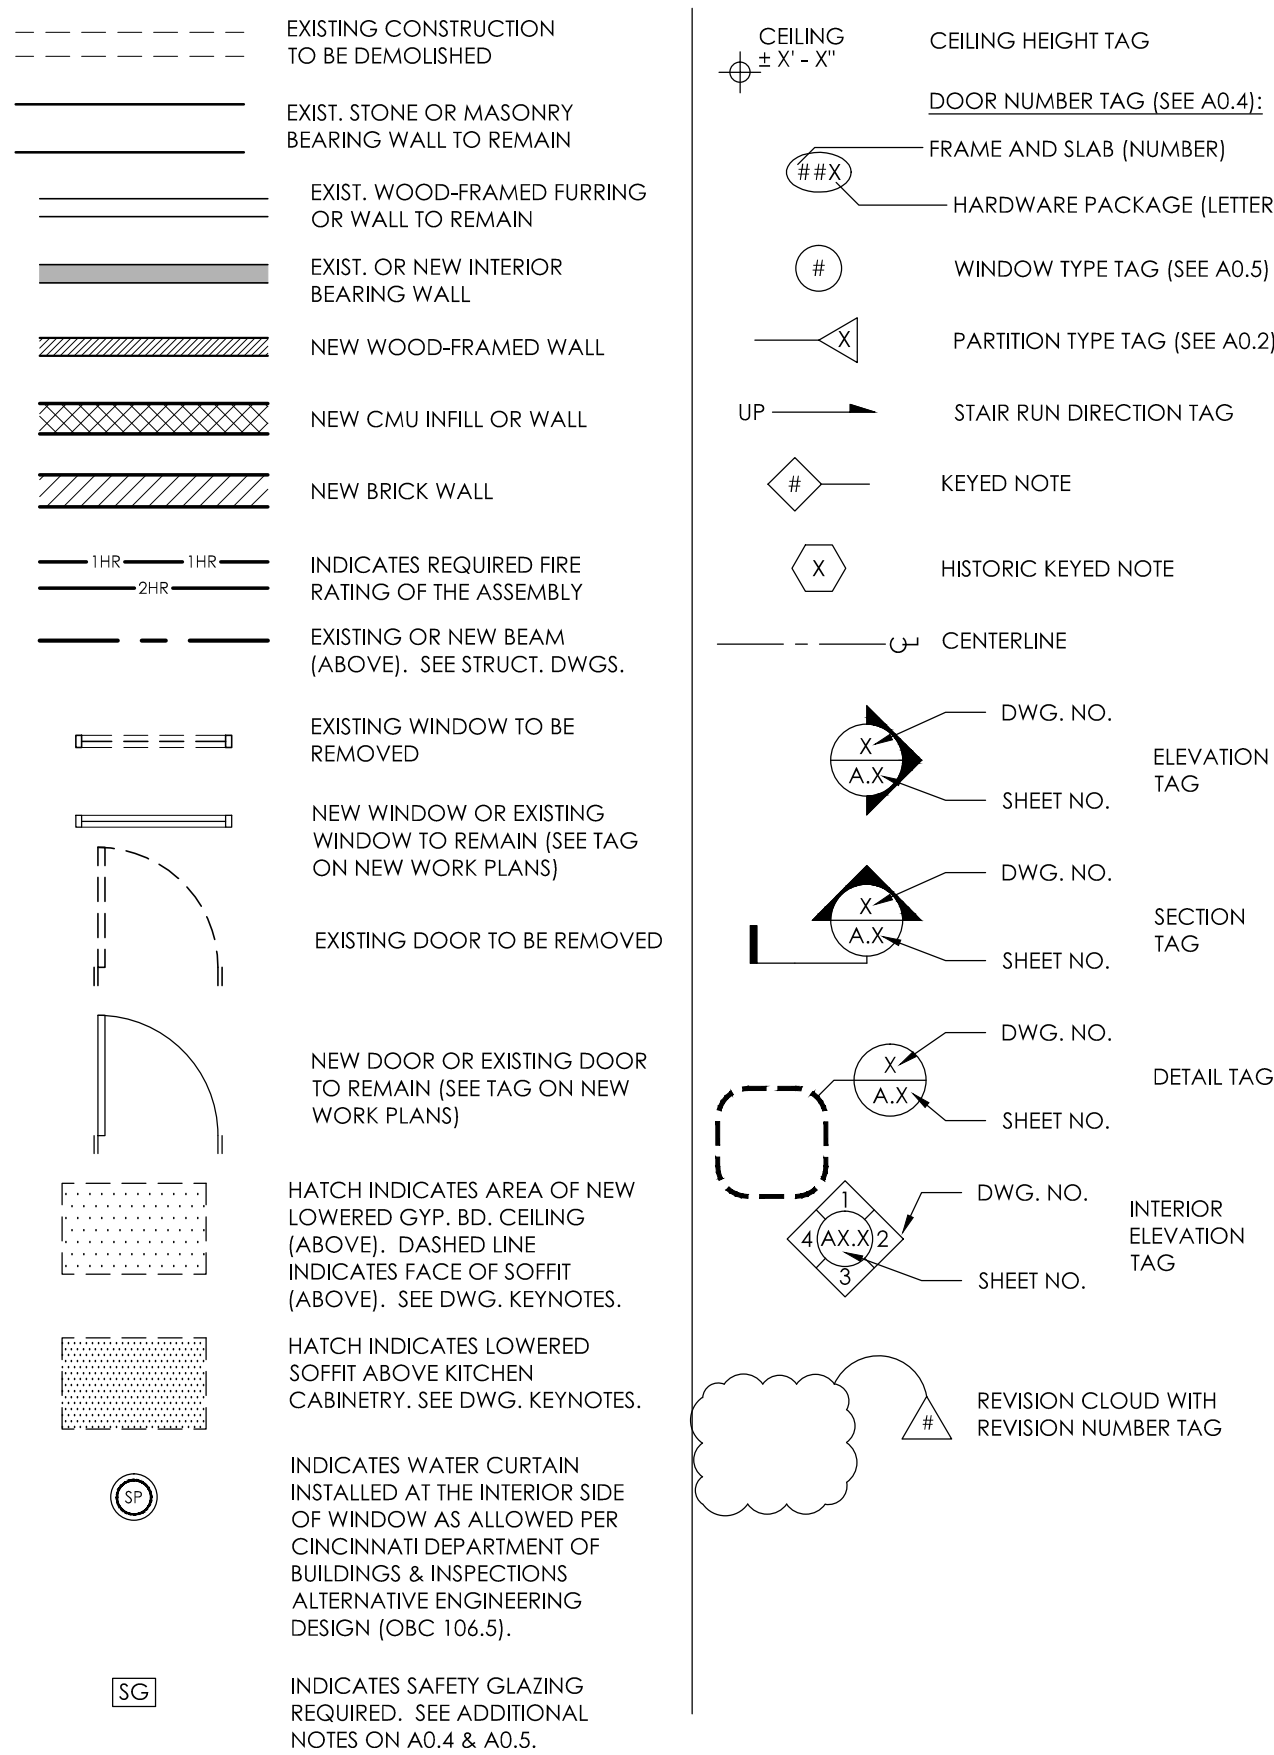 EXISTING CONSTRUCTION
TO BE DEMOLISHED
EXIST. STONE OR MASONRY
BEARING WALL TO REMAIN
EXIST. WOOD-FRAMED FURRING
OR WALL TO REMAIN
EXIST. OR NEW INTERIOR
BEARING WALL
NEW WOOD-FRAMED WALL
NEW CMU INFILL OR WALL
NEW BRICK WALL
1HR 1HR
2HR
INDICATES REQUIRED FIRE
RATING OF THE ASSEMBLY
EXISTING OR NEW BEAM
(ABOVE). SEE STRUCT. DWGS.
EXISTING WINDOW TO BE
REMOVED
NEW WINDOW OR EXISTING
WINDOW TO REMAIN (SEE TAG
ON NEW WORK PLANS)
EXISTING DOOR TO BE REMOVED
NEW DOOR OR EXISTING DOOR
TO REMAIN (SEE TAG ON NEW
WORK PLANS)
HATCH INDICATES AREA OF NEW
LOWERED GYP. BD. CEILING
(ABOVE). DASHED LINE
INDICATES FACE OF SOFFIT
(ABOVE). SEE DWG. KEYNOTES.
HATCH INDICATES LOWERED
SOFFIT ABOVE KITCHEN
CABINETRY. SEE DWG. KEYNOTES.
SP
INDICATES WATER CURTAIN
INSTALLED AT THE INTERIOR SIDE
OF WINDOW AS ALLOWED PER
CINCINNATI DEPARTMENT OF
BUILDINGS & INSPECTIONS
ALTERNATIVE ENGINEERING
DESIGN (OBC 106.5).
SG
INDICATES SAFETY GLAZING
REQUIRED. SEE ADDITIONAL
NOTES ON A0.4 & A0.5.
CEILING
± X' - X"
CEILING HEIGHT TAG
DOOR NUMBER TAG (SEE A0.4):
##X
FRAME AND SLAB (NUMBER)
HARDWARE PACKAGE (LETTER
#
WINDOW TYPE TAG (SEE A0.5)
X
PARTITION TYPE TAG (SEE A0.2)
UP
STAIR RUN DIRECTION TAG
#
KEYED NOTE
X
HISTORIC KEYED NOTE
CENTERLINE
X
A.X
DWG. NO.
SHEET NO.
ELEVATION
TAG
X
A.X
DWG. NO.
SHEET NO.
SECTION
TAG
X
A.X
DWG. NO.
SHEET NO.
DETAIL TAG
1
4 AX.X 2
3
DWG. NO.
SHEET NO.
INTERIOR
ELEVATION
TAG
#
REVISION CLOUD WITH
REVISION NUMBER TAG